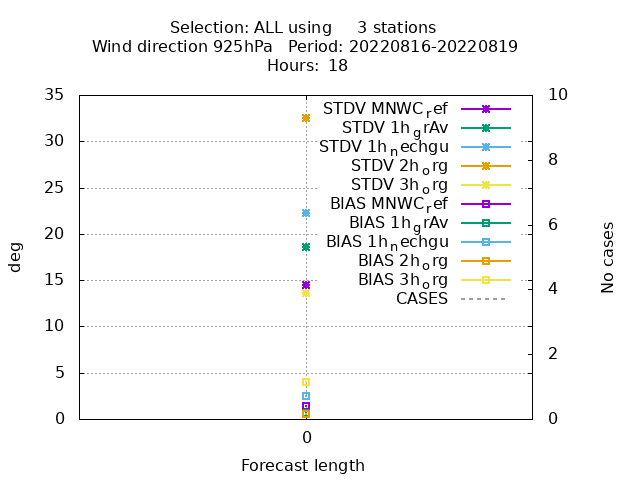 Selection: ALL using 3 stations
Wind direction 925hPa Period: 20220816-20220819
Hours: 18
35
30
25
20
15
10
5
0
10
8
6
4
2
0
deg
No cases
STDV MNWC_ref
STDV 1h_grAv
STDV 1h_nechgu
STDV 2h_org
STDV 3h_org
BIAS MNWC_ref
BIAS 1h_grAv
BIAS 1h_nechgu
BIAS 2h_org
BIAS 3h_org
CASES
0
Forecast length